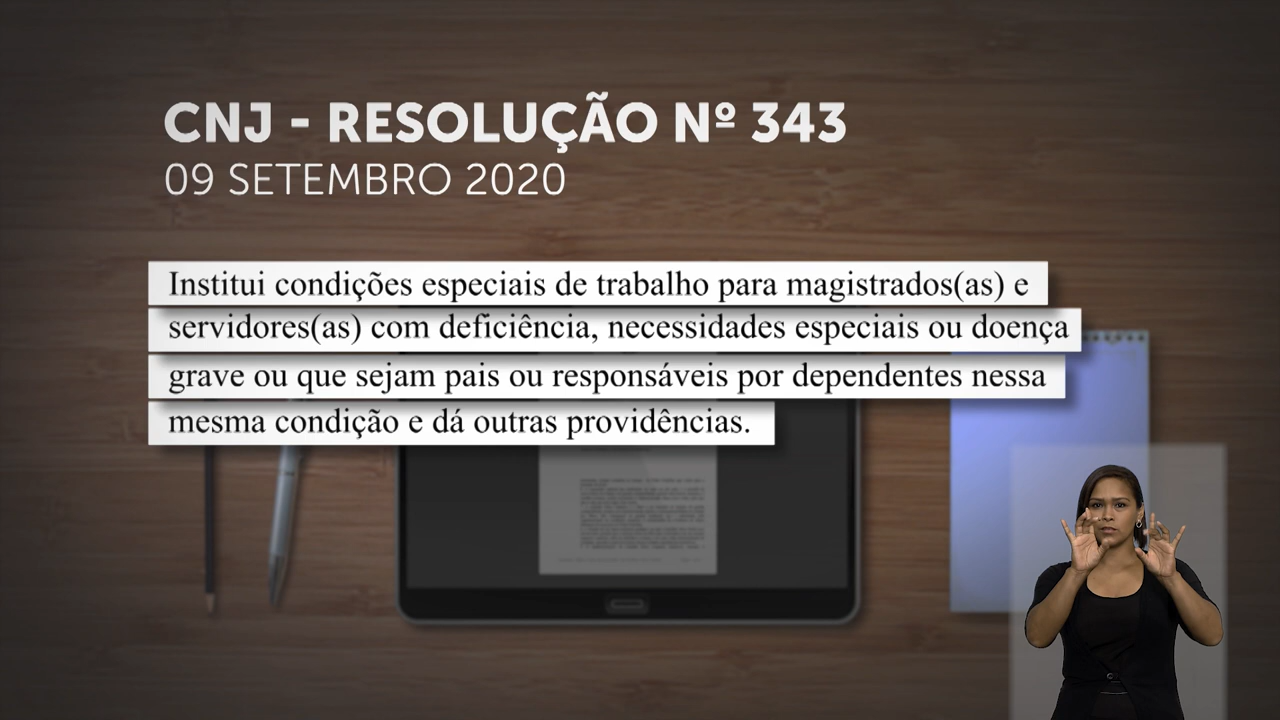 CNJ - RESOLUÇÃO Nº 343
09 SETEMBRO 2020
Institui condições especiais de trabalho para magistrados(as) e
servidores(as) com deficiência, necessidades especiais ou doença
grave ou que sejam pais ou responsáveis por dependentes nessa
mesma condição e dá outras providências.